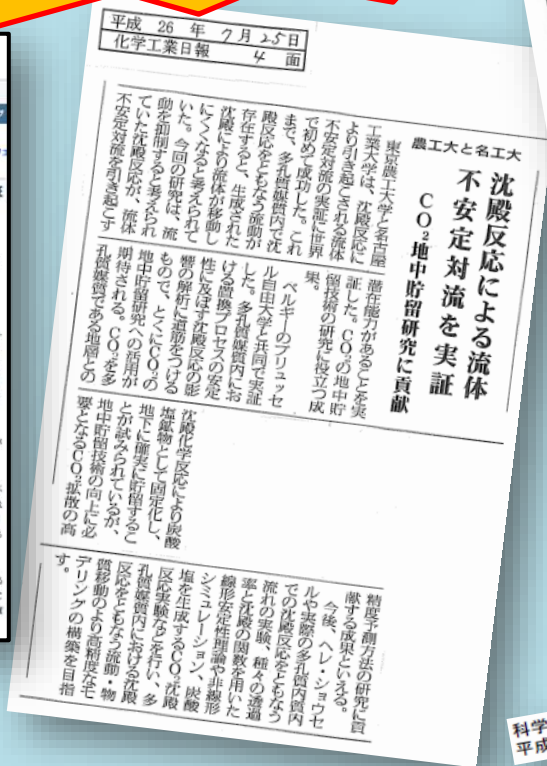 平成 26 年 7月25日
化学工業日報 4 面
農工大と名工大
沈殿反応による流体
不安定対流を実証
CO₂地中貯留研究に貢献
東京農工大学と名古屋
工業大学は、沈殿反応に
より引き起こされる流体
不安定対流の実証に世界
で初めて成功した。これ
まで、多孔質媒質内で沈
殿反応をともなう流動が
存在すると、生成された
沈殿により流体が移動し
にくくなると考えられて
いた。今回の研究は、流
動を抑制すると考えられ
ていた沈殿反応が、流体
不安定対流を引き起こす
潜在能力があることを実
証した。CO₂の地中貯
留技術の研究に役立つ成
果。
ベルギーのブリュッセ
ル自由大学と共同で実証
した。多孔質媒質内にお
ける置換プロセスの安定
性に及ぼす沈殿反応の影
響の解析に道筋をつける
もので、とくにCO₂の
地中貯留研究への活用が
期待される。CO₂を多
孔質媒質である地層との
沈殿化学反応により炭酸
塩鉱物として固定化し、
地下に確実に貯留するこ
とが試みられているが、
地中貯留技術の向上に必
要となるCO₂拡散の高
精度予測方法の研究に貢
献する成果といえる。
今後、ヘレ・ショウセ
ルや実際の多孔質内質内
での沈殿反応をともなう
流れの実験、種々の透過
率と沈殿の関数を用いた
線形安定性理論や非線形
シミュレーション、炭酸
塩を生成するCO₂沈殿
反応実験などを行い、多
孔質媒質内における沈殿
反応をともなう流動・物
質移動のより高精度なモ
デリングの構築を目指
す。
科学
平成